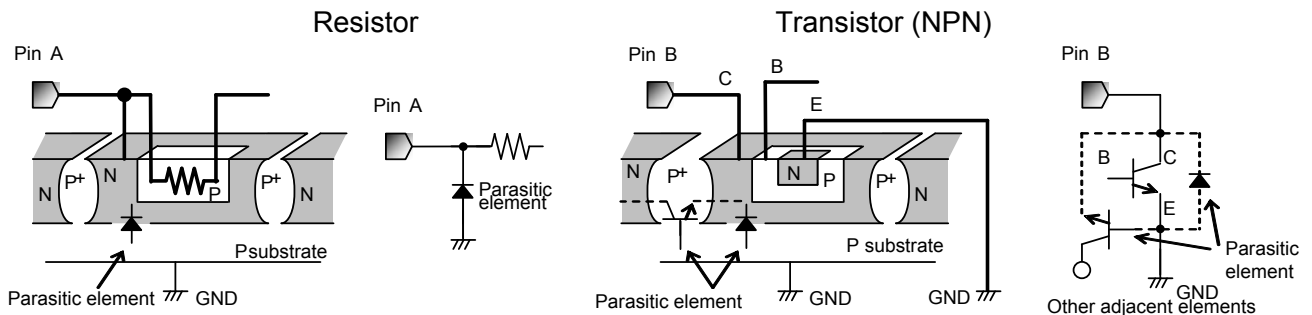 Resistor
Pin A
N
P+
N
P
P+
N
P substrate
Parasitic element
GND
Pin A
Parasitic
element
Transistor (NPN)
Pin B
C
B
E
N
P+
N
P
P+
N
P substrate
Parasitic element
GND
GND
Pin B
B
C
E
Parasitic
element
GND
Other adjacent elements